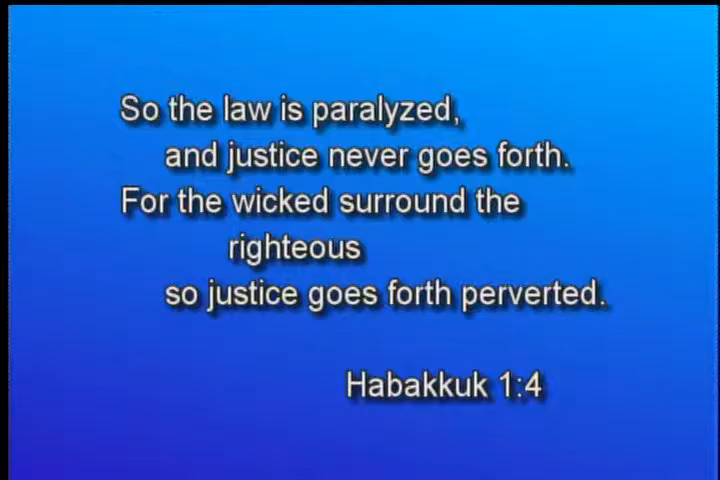 So the law is paralyzed,
and justice never goes forth.
For the wicked surround the
righteous
so justice goes forth perverted.
Habakkuk 1:4